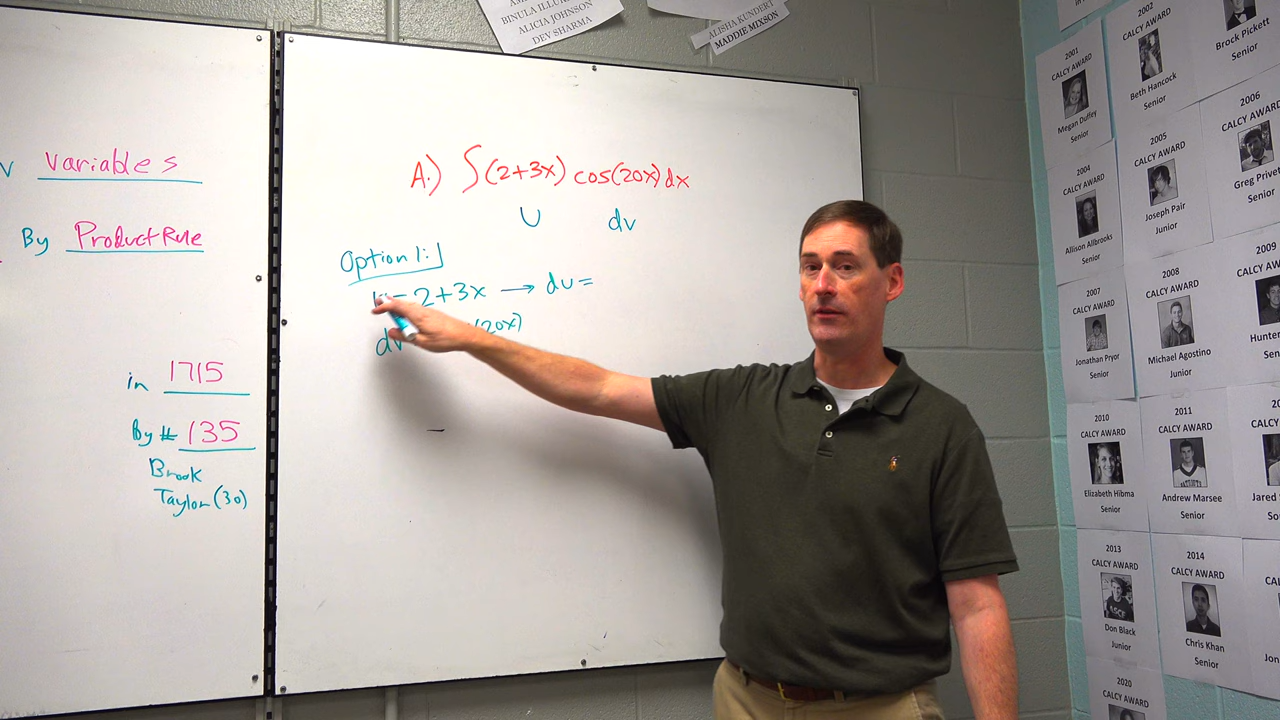 v variables
By Product Rule
in 1715
By # 135
Brook
Taylor (30)
BINULA ILLU
ALICIA JOHNSON
DEV SHARMA
ALISHA KUNDERT
MADDIE MIXSON
A.) ∫(2+3x) cos(20x) dx
U dv
Option 1:
= 2+3x → du =
dv (20x)
2001
CALCY AWARD
Megan Duffey
Senior
2002
CALCY AWARD
Beth Hancock
Senior
Brock Pickett
Senior
2004
CALCY AWARD
Allison Allbrooks
Senior
2005
CALCY AWARD
Joseph Pair
Junior
2006
CALCY AWARD
Greg Privet
Senior
2007
CALCY AWARD
Jonathan Pryor
Senior
2008
CALCY AWARD
Michael Agostino
Junior
2009
CALCY AWARD
Hunter
Senior
2010
CALCY AWARD
Elizabeth Hibma
Senior
2011
CALCY AWARD
Andrew Marsee
Senior
CALCY
Jared
2013
CALCY AWARD
Don Black
Junior
2014
CALCY AWARD
Chris Khan
Senior
2020
CALCY AWARD